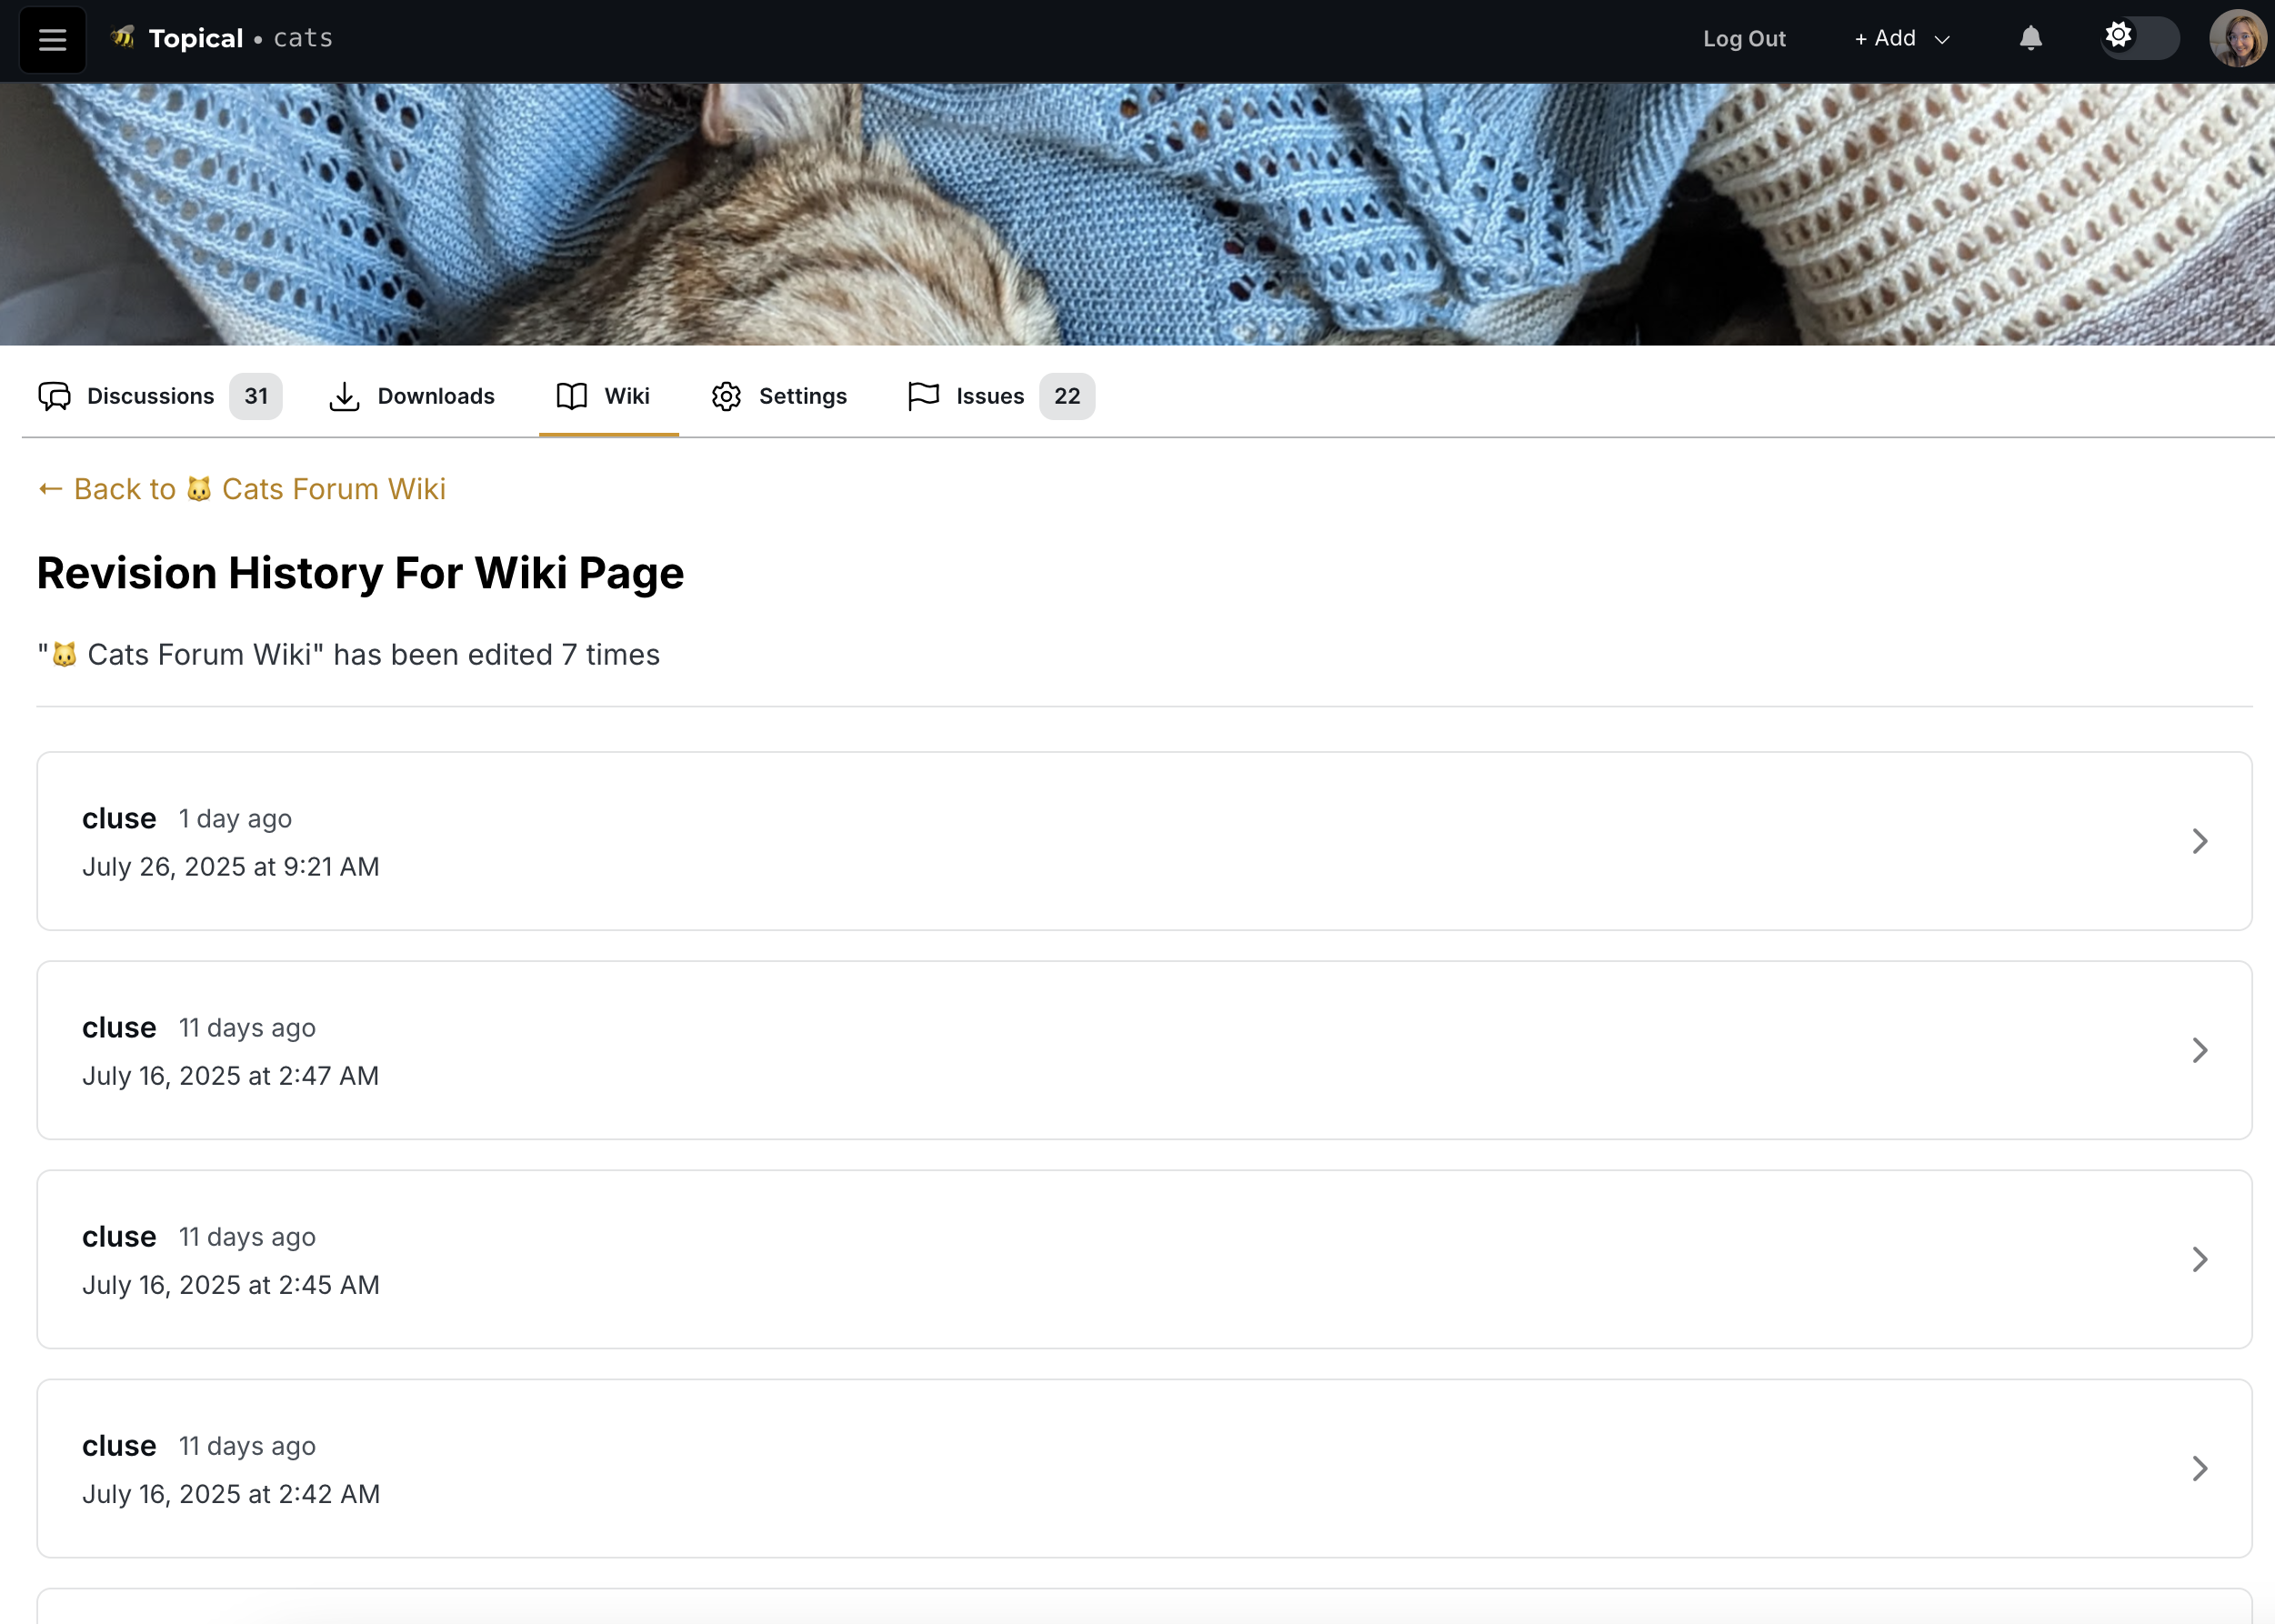 🐝 Topical • cats
Log Out
+ Add
Discussions 31
Downloads
Wiki
Settings
Issues 22
← Back to 🐱 Cats Forum Wiki
Revision History For Wiki Page
"🐱 Cats Forum Wiki" has been edited 7 times
cluse 1 day ago
July 26, 2025 at 9:21 AM
cluse 11 days ago
July 16, 2025 at 2:47 AM
cluse 11 days ago
July 16, 2025 at 2:45 AM
cluse 11 days ago
July 16, 2025 at 2:42 AM